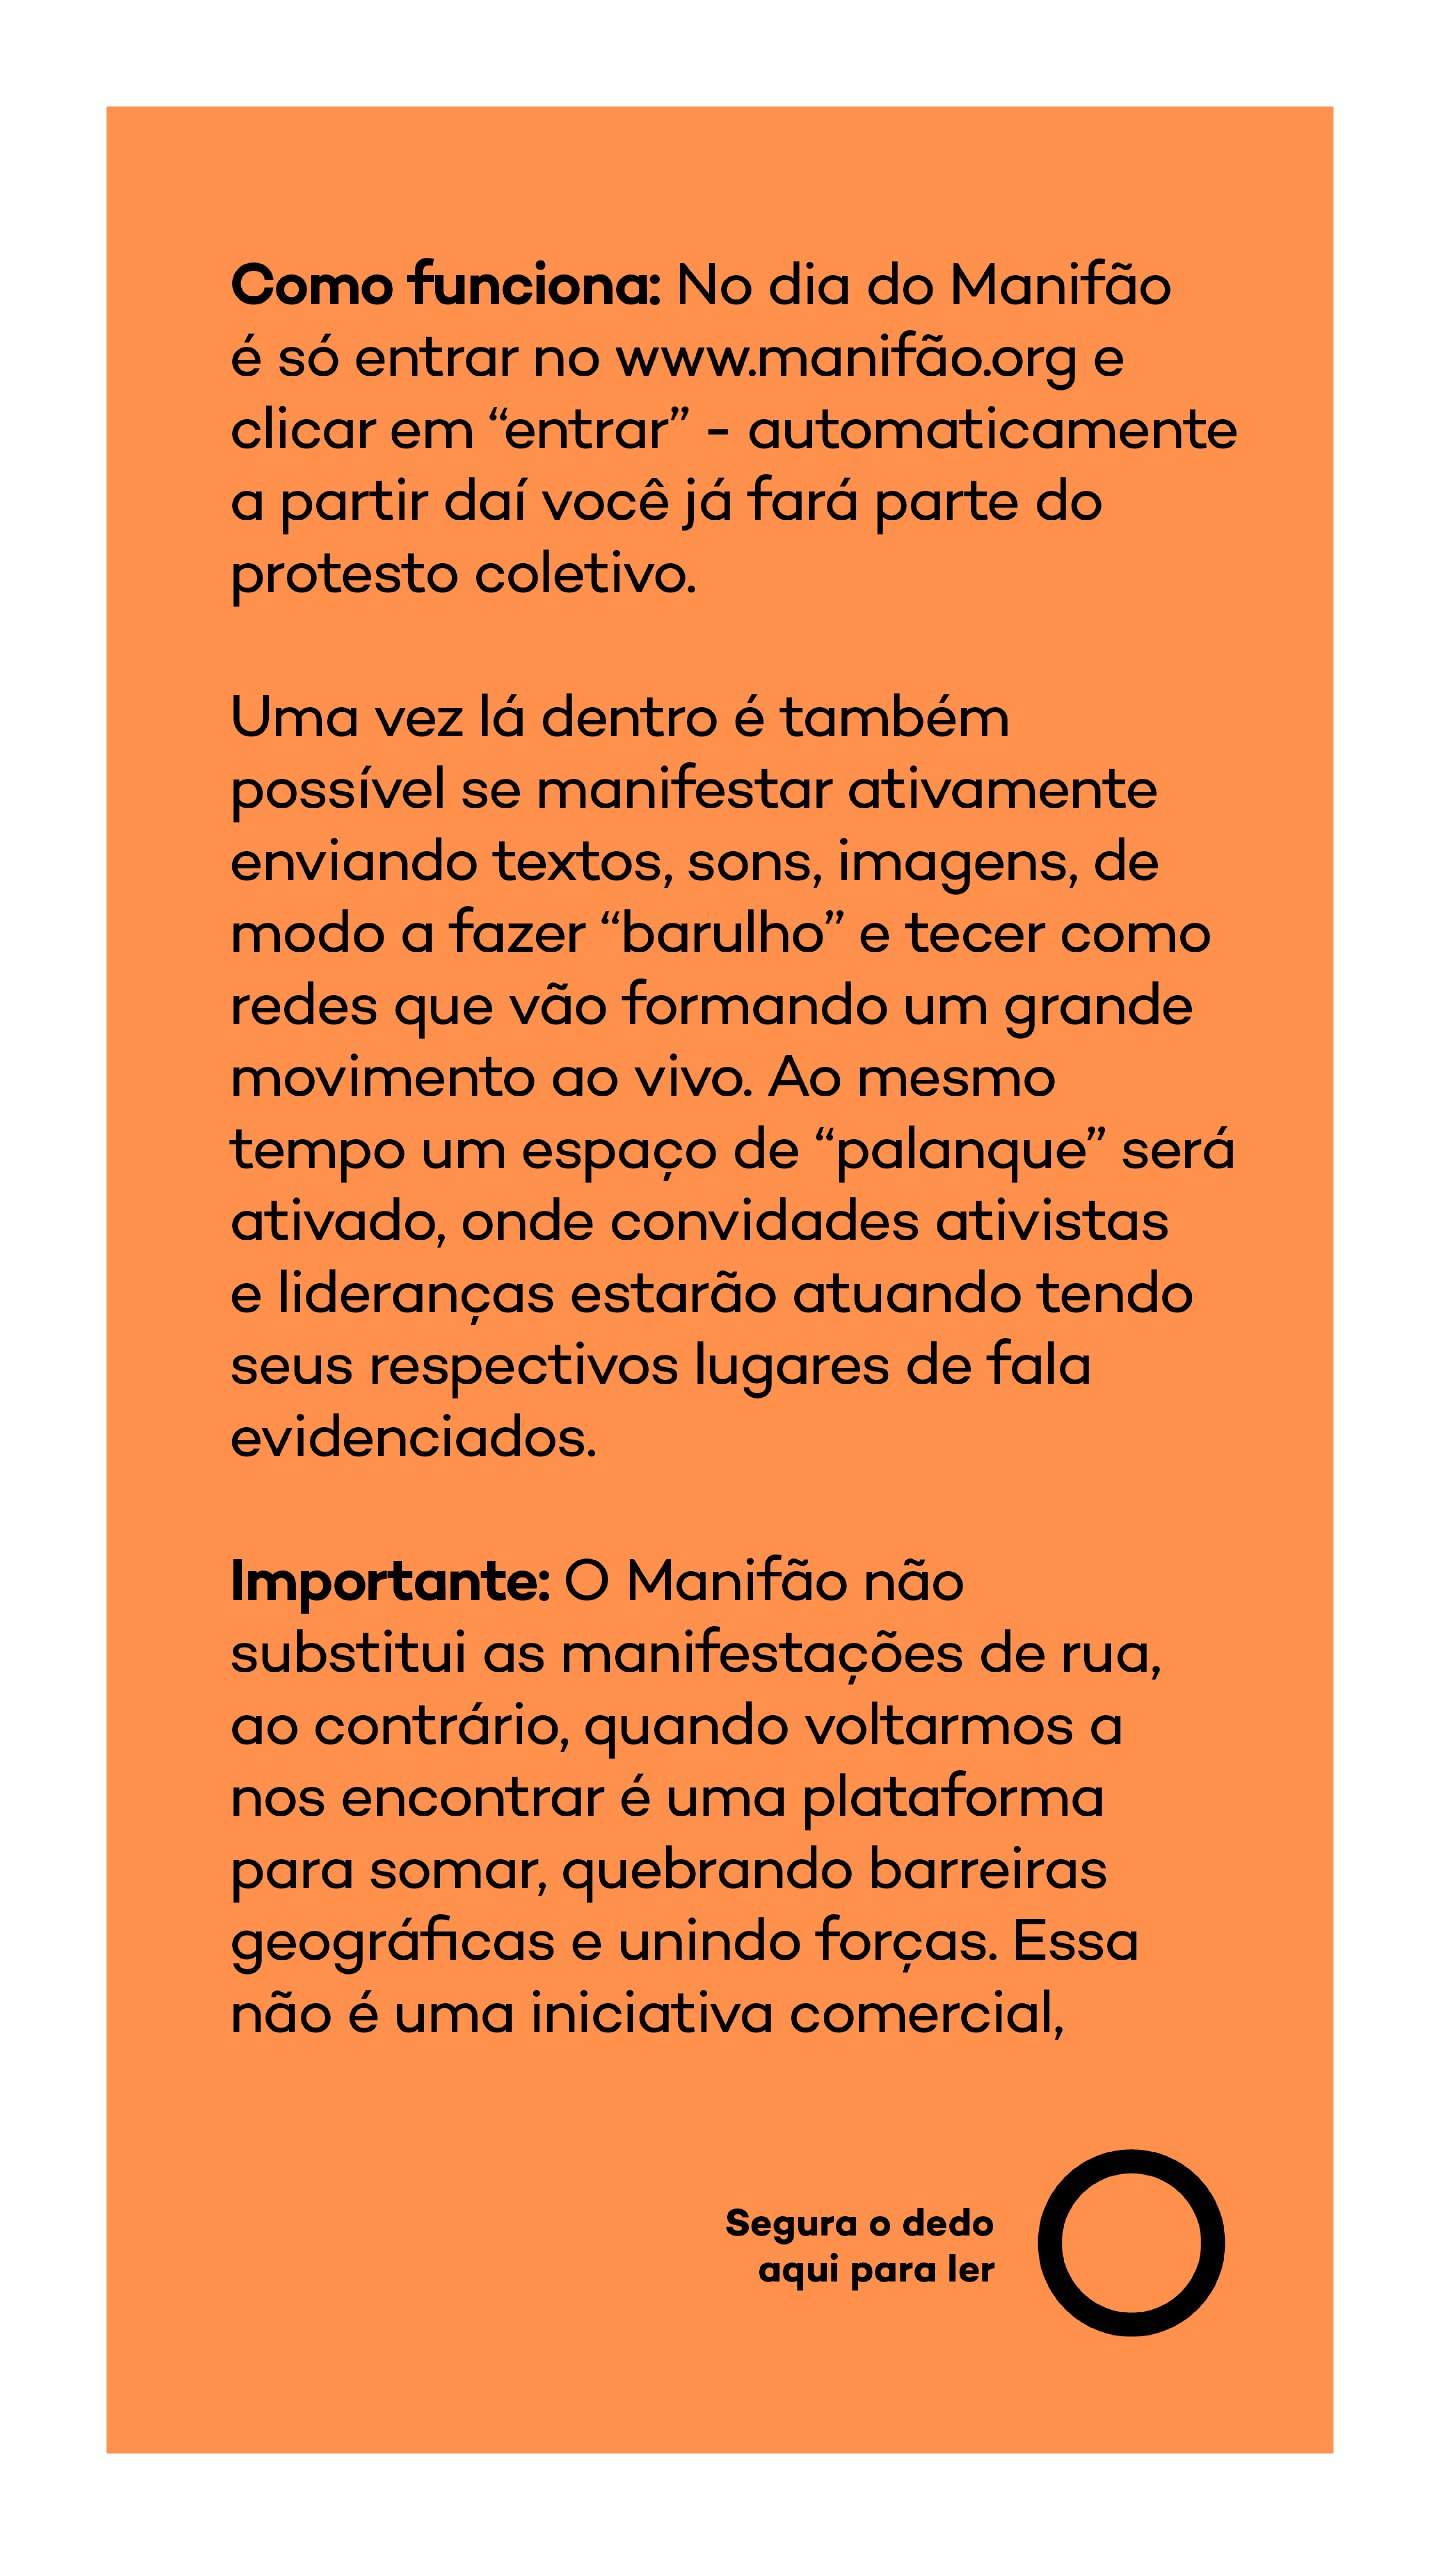 Como funciona: No dia do Manifão
é só entrar no www.manifão.org e
clicar em “entrar” - automaticamente
a partir daí você já fará parte do
protesto coletivo.
Uma vez lá dentro é também
possível se manifestar ativamente
enviando textos, sons, imagens, de
modo a fazer “barulho” e tecer como
redes que vão formando um grande
movimento ao vivo. Ao mesmo
tempo um espaço de “palanque” será
ativado, onde convidades ativistas
e lideranças estarão atuando tendo
seus respectivos lugares de fala
evidenciados.
Importante: O Manifão não
substitui as manifestações de rua,
ao contrário, quando voltarmos a
nos encontrar é uma plataforma
para somar, quebrando barreiras
geográficas e unindo forças. Essa
não é uma iniciativa comercial,
Segura o dedo
aqui para ler